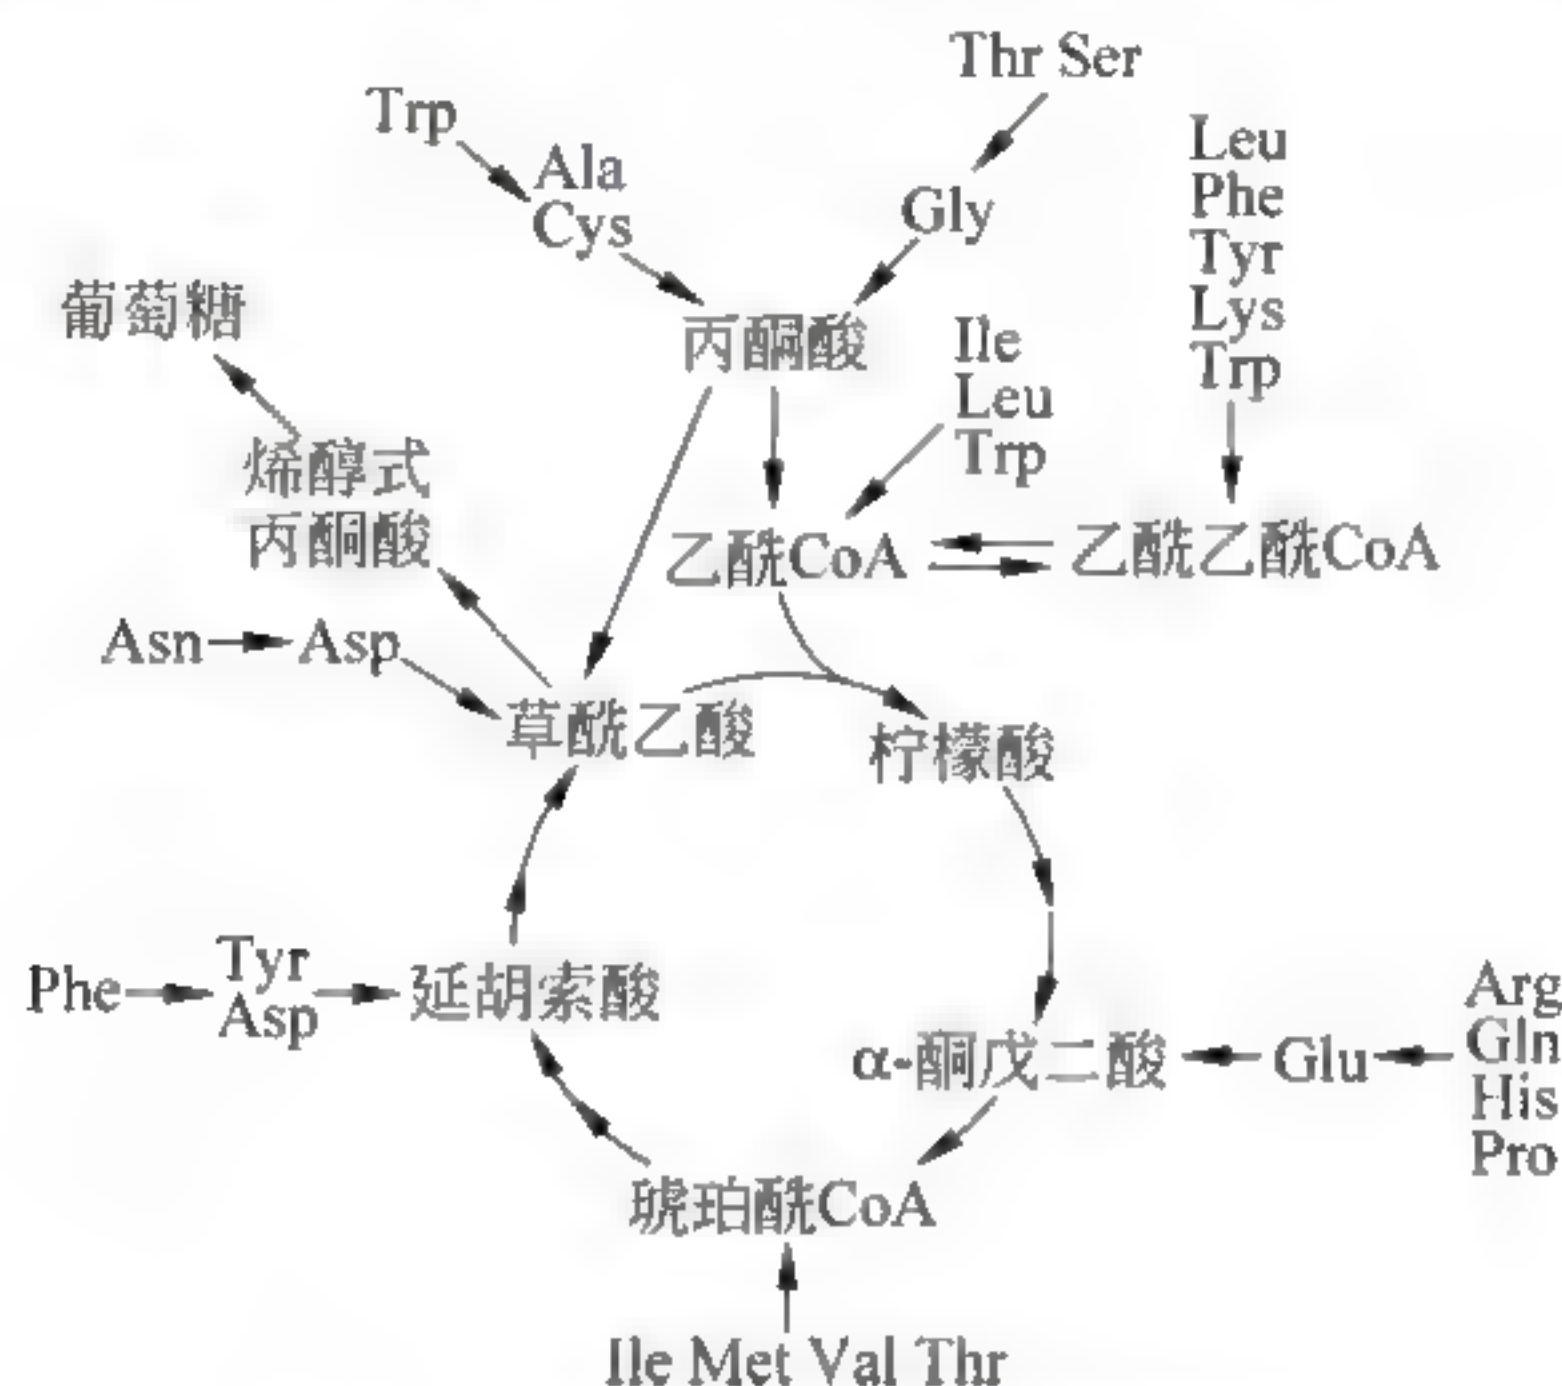 Thr Ser
Trp
Ala
Cys
Gly
Leu
Phe
Tyr
Lys
Trp
葡萄糖
丙酮酸
Ile
Leu
Trp
烯醇式
丙酮酸
乙酰CoA
乙酰乙酰CoA
Asn
Asp
草酰乙酸
柠檬酸
Phe
Tyr
Asp
延胡索酸
α-酮戊二酸
Glu
Arg
Gln
His
Pro
琥珀酰CoA
Ile Met Val Thr